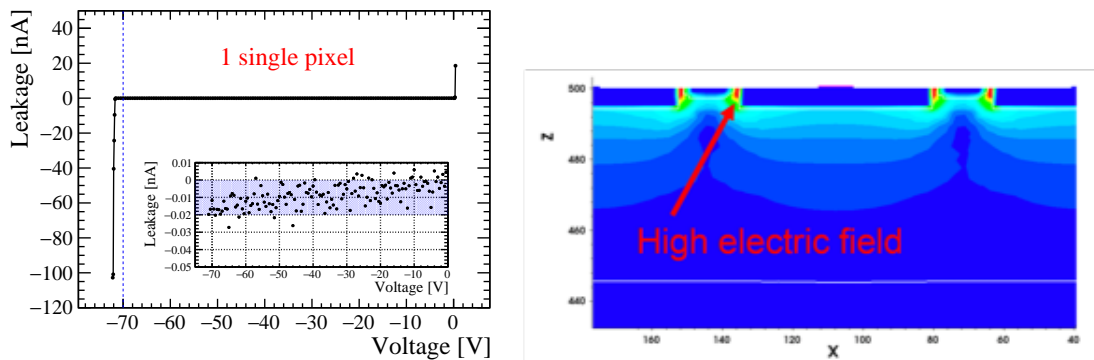 Leakage [nA]
40
20
0
−20
−40
−60
−80
−100
−120
1 single pixel
Leakage [nA]
0.01
0
−0.01
−0.02
−0.03
−0.04
−0.05
−70 −60 −50 −40 −30 −20 −10 0
Voltage [V]
−70 −60 −50 −40 −30 −20 −10 0
Voltage [V]
Z
500
480
460
440
High electric field
160 140 120 100 80 60 40
X